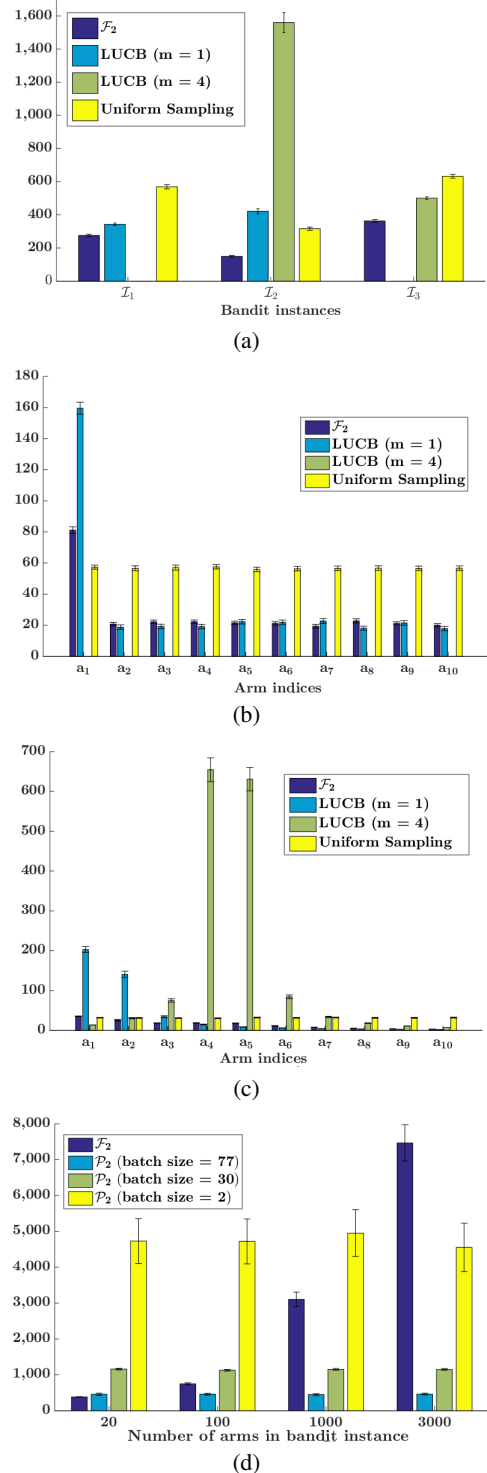 1,600
1,400
1,200
1,000
800
600
400
200
0
ℱ₂
LUCB (m = 1)
LUCB (m = 4)
Uniform Sampling
ℐ₁ ℐ₂ ℐ₃
Bandit instances
(a)
180
160
140
120
100
80
60
40
20
0
ℱ₂
LUCB (m = 1)
LUCB (m = 4)
Uniform Sampling
a₁ a₂ a₃ a₄ a₅ a₆ a₇ a₈ a₉ a₁₀
Arm indices
(b)
700
600
500
400
300
200
100
0
ℱ₂
LUCB (m = 1)
LUCB (m = 4)
Uniform Sampling
a₁ a₂ a₃ a₄ a₅ a₆ a₇ a₈ a₉ a₁₀
Arm indices
(c)
8,000
7,000
6,000
5,000
4,000
3,000
2,000
1,000
0
ℱ₂
𝒫₂ (batch size = 77)
𝒫₂ (batch size = 30)
𝒫₂ (batch size = 2)
20 100 1000 3000
Number of arms in bandit instance
(d)